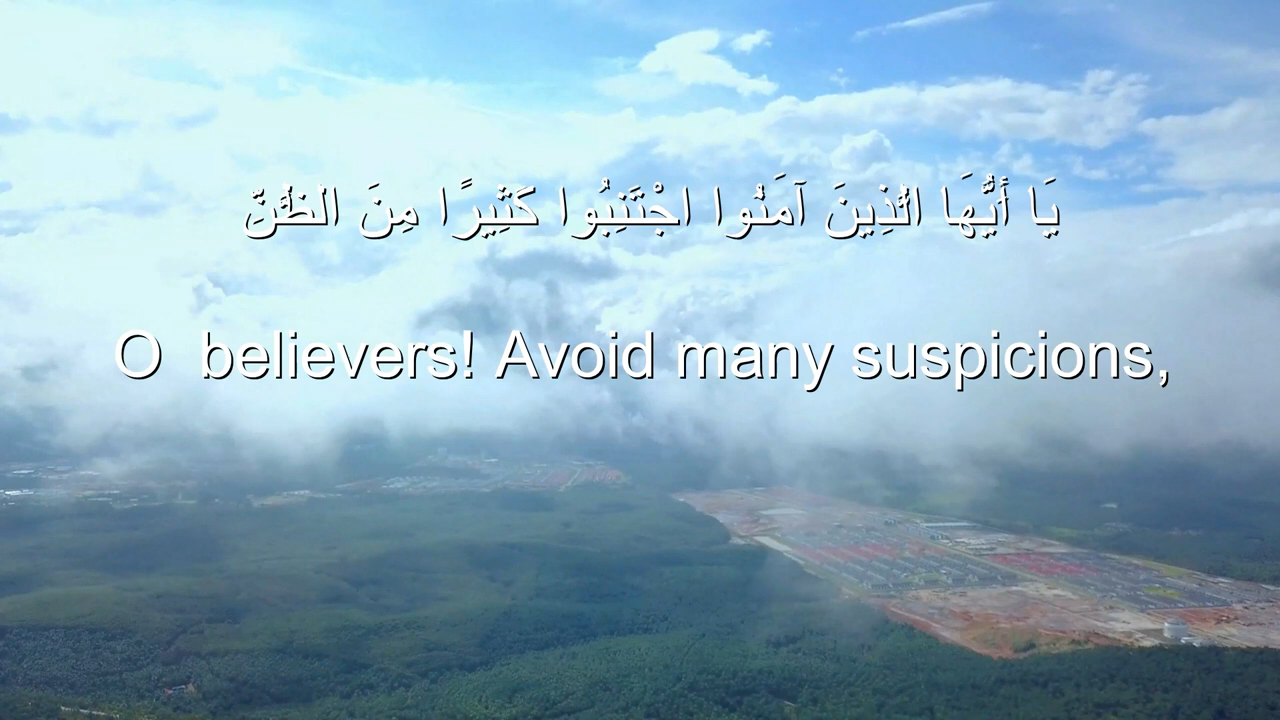 يَا أَيُّهَا الَّذِينَ آمَنُوا اجْتَنِبُوا كَثِيرًا مِنَ الظَّنِّ
O  believers! Avoid many suspicions,